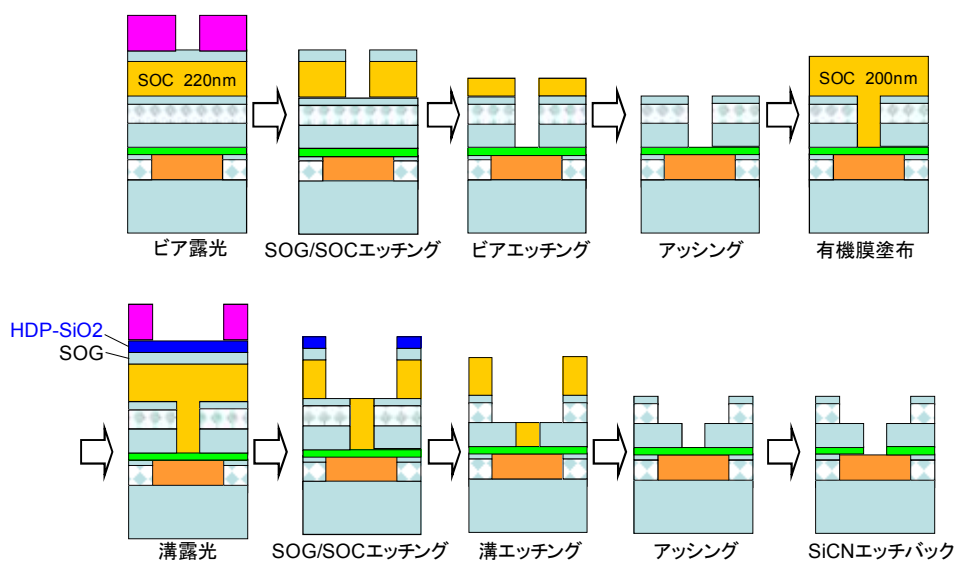 SOC 220nm
SOC 200nm
ビア露光
SOG/SOCエッチング
ビアエッチング
アッシング
有機膜塗布
HDP-SiO2
SOG
溝露光
SOG/SOCエッチング
溝エッチング
アッシング
SiCNエッチバック